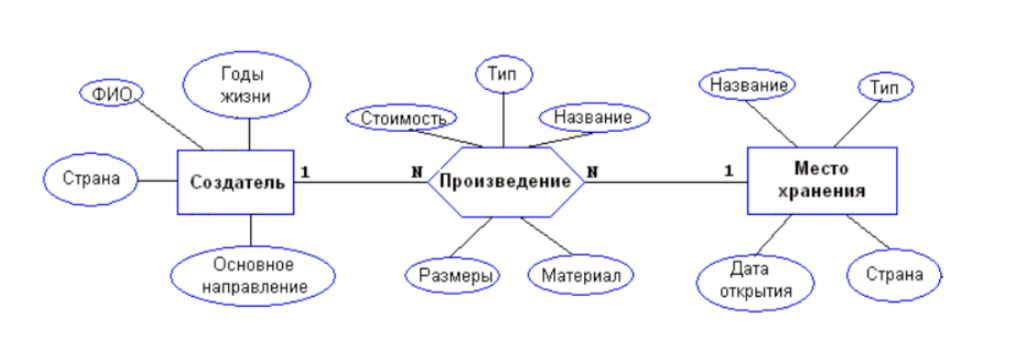 ФИО
Годы
жизни
Страна
Создатель
Основное
направление
1
N
Стоимость
Тип
Название
Произведение
Размеры
Материал
N
1
Название
Тип
Место
хранения
Дата
открытия
Страна